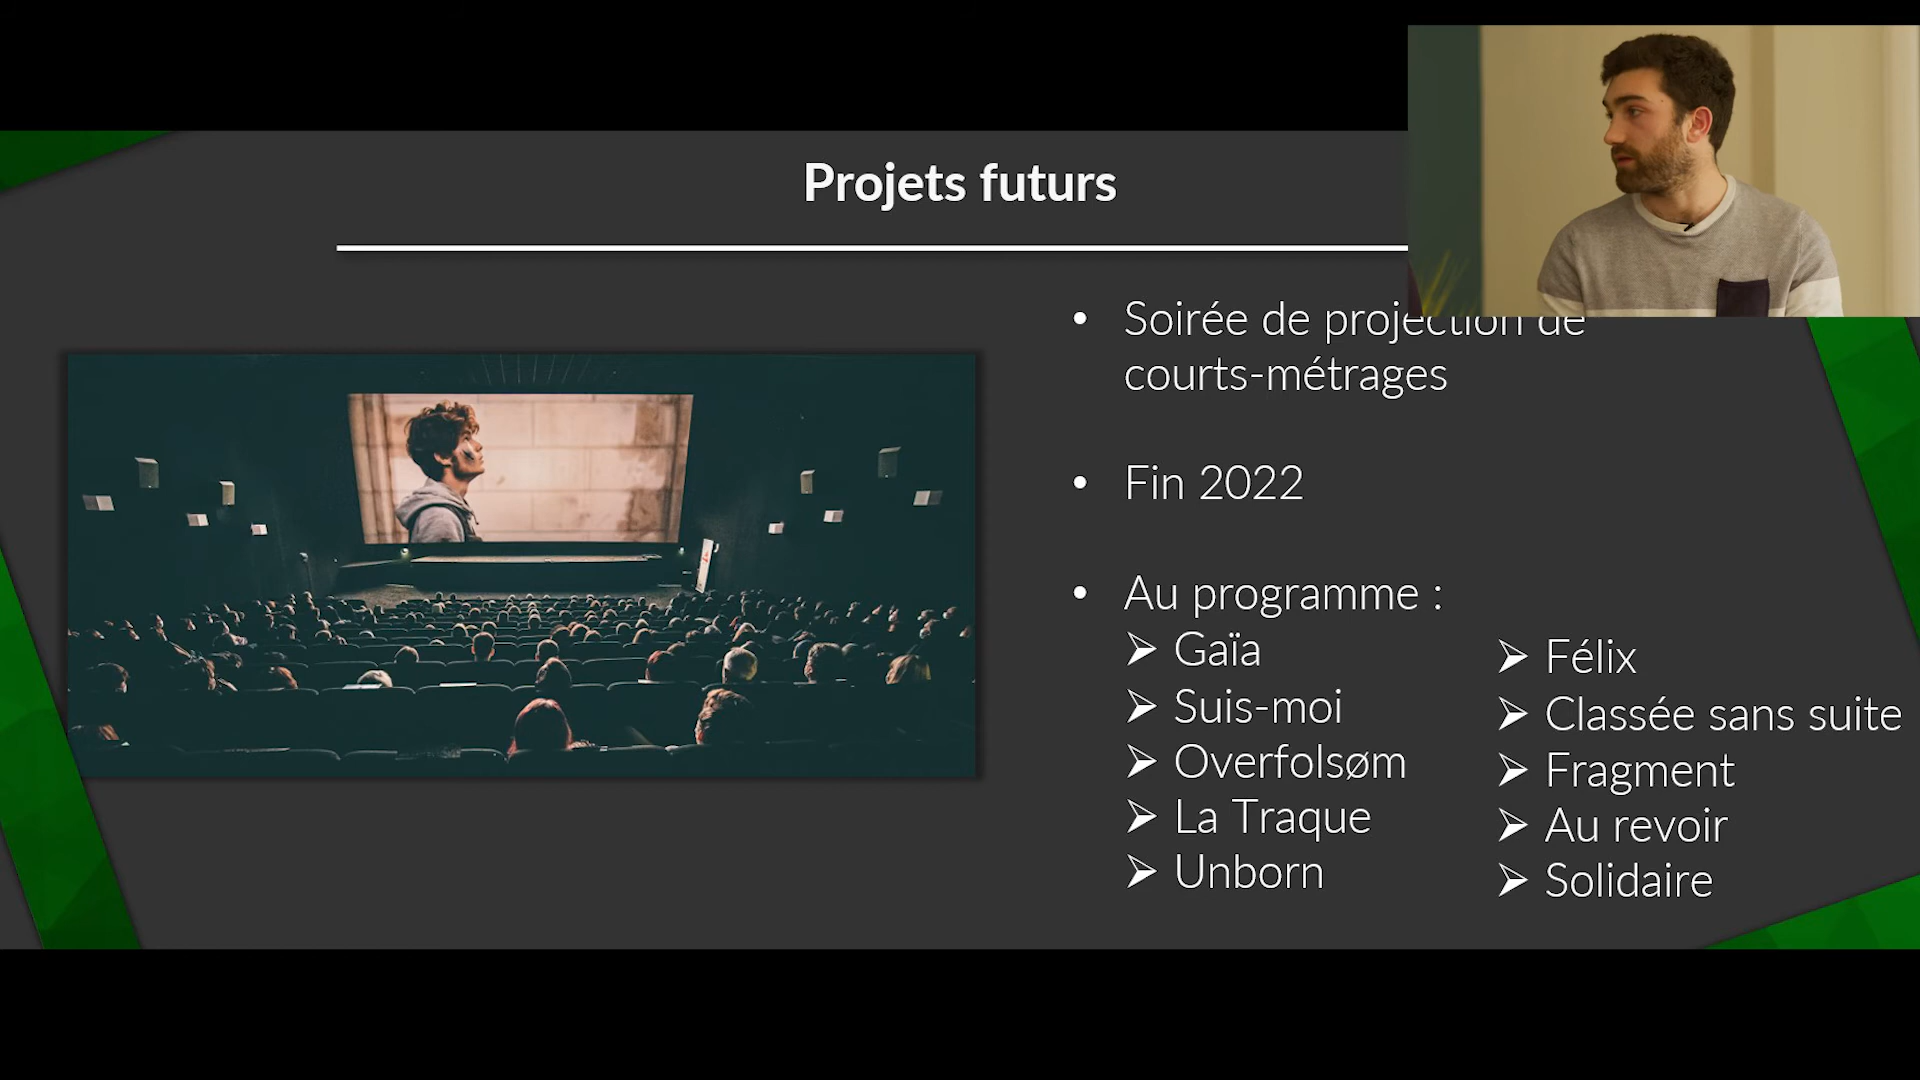 Projets futurs
• Soirée de projection de
courts-métrages
• Fin 2022
• Au programme :
➢ Gaïa
➢ Suis-moi
➢ Overfolsøm
➢ La Traque
➢ Unborn
➢ Félix
➢ Classée sans suite
➢ Fragment
➢ Au revoir
➢ Solidaire